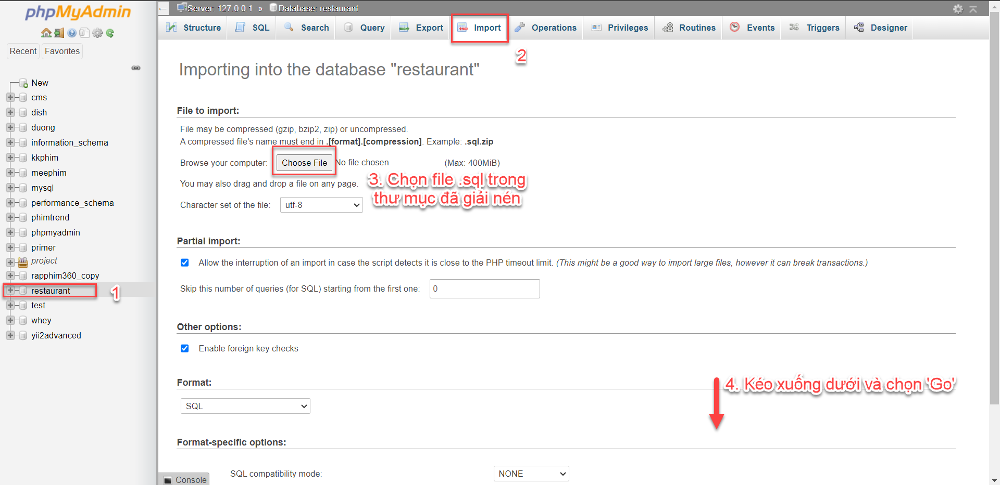 phpMyAdmin
Recent
Favorites
New
cms
dish
duong
information_schema
kkphim
meephim
mysql
performance_schema
phimtrend
phpmyadmin
primer
project
rapphim360_copy
restaurant
1
test
whey
yii2advanced
Server: 127.0.0.1 » Database: restaurant
Structure
SQL
Search
Query
Export
Import
Operations
Privileges
Routines
Events
Triggers
Designer
2
Importing into the database "restaurant"
File to import:
File may be compressed (gzip, bzip2, zip) or uncompressed.
A compressed file's name must end in .[format].[compression]. Example: .sql.zip
Browse your computer: Choose File No file chosen (Max: 400MiB)
You may also drag and drop a file on any page.
3. Chọn file .sql trong
thư mục đã giải nén
Character set of the file: utf-8
Partial import:
Allow the interruption of an import in case the script detects it is close to the PHP timeout limit. (This might be a good way to import large files, however it can break transactions.)
Skip this number of queries (for SQL) starting from the first one: 0
Other options:
Enable foreign key checks
4. Kéo xuống dưới và chọn 'Go'
Format:
SQL
Format-specific options:
SQL compatibility mode: NONE
Console